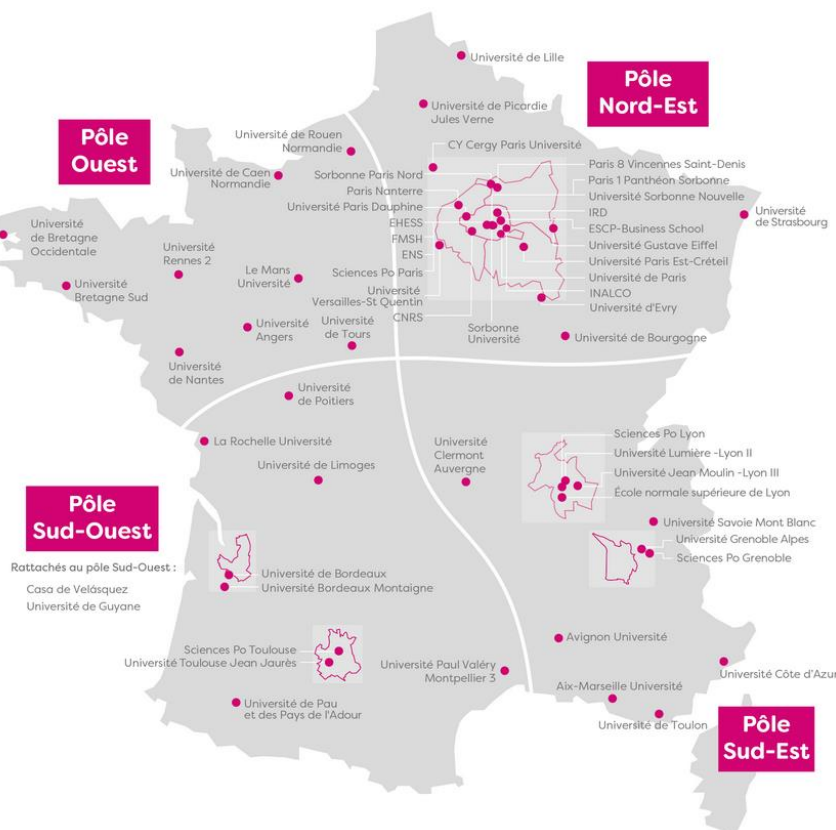 Université de Lille
Pôle
Nord-Est
Université de Picardie
Jules Verne
Pôle
Ouest
Université de Rouen
Normandie
Université de Caen
Normandie
CY Cergy Paris Université
Sorbonne Paris Nord
Paris Nanterre
Université Paris Dauphine
EHESS
FMSH
ENS
Sciences Po Paris
Université
Versailles-St Quentin
CNRS
Sorbonne
Université
Paris 8 Vincennes Saint-Denis
Paris 1 Panthéon Sorbonne
Université Sorbonne Nouvelle
IRD
ESCP-Business School
Université Gustave Eiffel
Université Paris Est-Créteil
Université de Paris
INALCO
Université d'Evry
Université
de Strasbourg
Université
de Bretagne
Occidentale
Université
Rennes 2
Université
Bretagne Sud
Le Mans
Université
Université
Angers
Université
de Tours
Université
de Nantes
Université de Bourgogne
Université
de Poitiers
La Rochelle Université
Université de Limoges
Université
Clermont
Auvergne
Sciences Po Lyon
Université Lumière -Lyon II
Université Jean Moulin -Lyon III
École normale supérieure de Lyon
Université Savoie Mont Blanc
Université Grenoble Alpes
Sciences Po Grenoble
Pôle
Sud-Ouest
Rattachés au pôle Sud-Ouest :
Casa de Velásquez
Université de Guyane
Université de Bordeaux
Université Bordeaux Montaigne
Sciences Po Toulouse
Université Toulouse Jean Jaurès
Université de Pau
et des Pays de l'Adour
Université Paul Valéry
Montpellier 3
Avignon Université
Université Côte d'Azur
Aix-Marseille Université
Université de Toulon
Pôle
Sud-Est